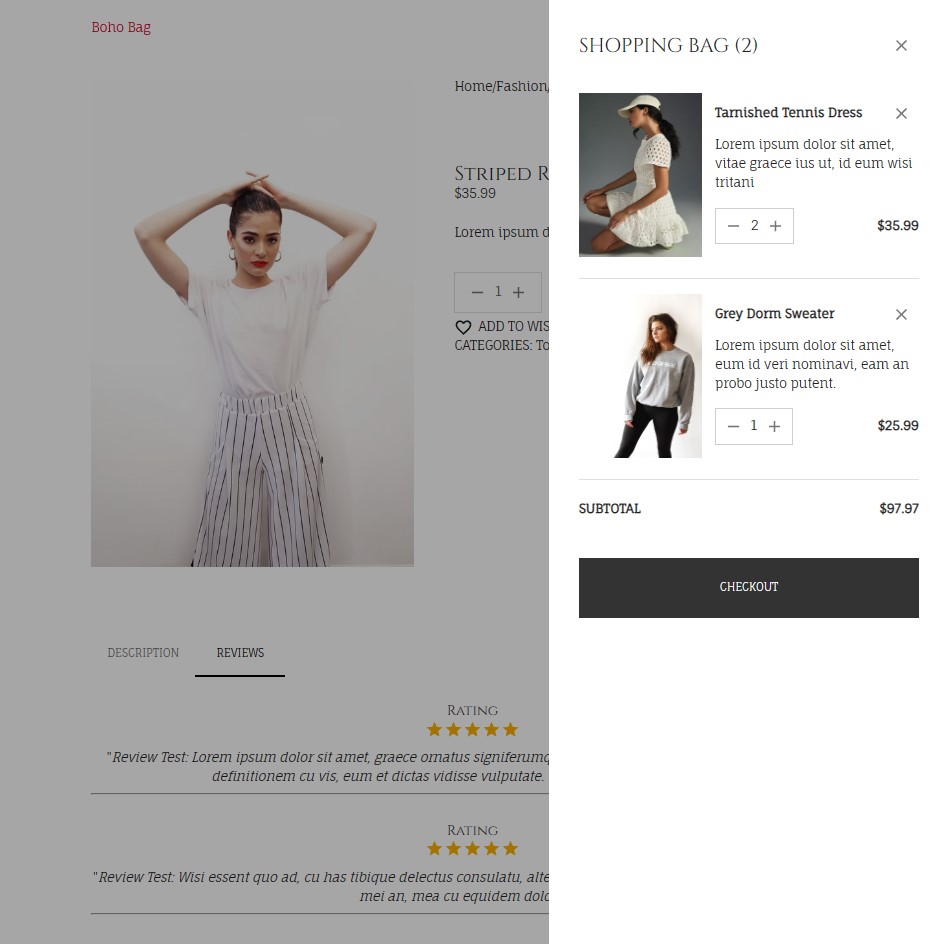 Boho Bag
Home/Fashion/
STRIPED R
$35.99
Lorem ipsum d
1
ADD TO WIS
CATEGORIES: To
DESCRIPTION
REVIEWS
RATING
"Review Test: Lorem ipsum dolor sit amet, graece ornatus signiferumq
definitionem cu vis, eum et dictas vidisse vulputate.
RATING
"Review Test: Wisi essent quo ad, cu has tibique delectus consulatu, alte
mei an, mea cu equidem dolo
SHOPPING BAG (2)
Tarnished Tennis Dress
Lorem ipsum dolor sit amet,
vitae graece ius ut, id eum wisi
tritani
2
$35.99
Grey Dorm Sweater
Lorem ipsum dolor sit amet,
eum id veri nominavi, eam an
probo justo putent.
1
$25.99
SUBTOTAL
$97.97
CHECKOUT